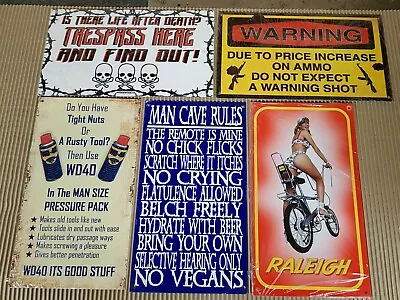 IS THERE LIFE AFTER DEATH?
TRESPASS HERE
AND FIND OUT!
WARNING
DUE TO PRICE INCREASE
ON AMMO
DO NOT EXPECT
A WARNING SHOT
Do You Have
Tight Nuts
Or
A Rusty Tool?
Then Use
WD40
In The MAN SIZE
PRESSURE PACK
★ Makes old tools like new
★ Tools slide in and out with ease
★ Lubricates dry passage ways
★ Makes screwing a pleasure
★ Gives better penetration
WD40 ITS GOOD STUFF
MAN CAVE RULES
THE REMOTE IS MINE
NO CHICK FLICKS
SCRATCH WHERE IT ITCHES
NO CRYING
FLATULENCE ALLOWED
BELCH FREELY
HYDRATE WITH BEER
BRING YOUR OWN
SELECTIVE HEARING ONLY
NO VEGANS
RALEIGH